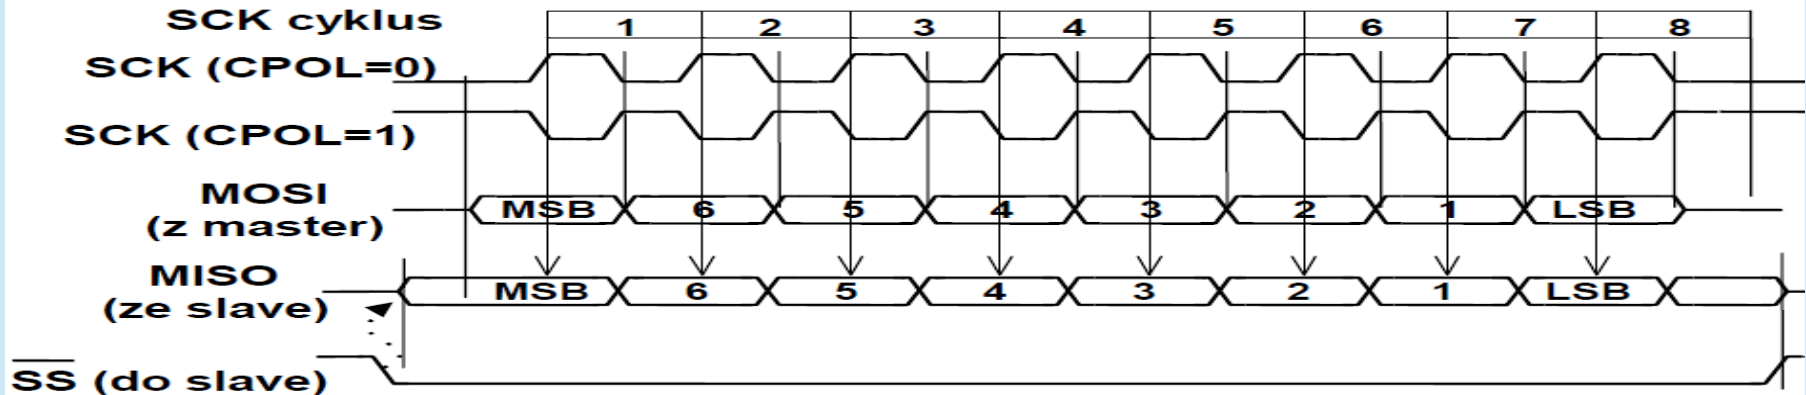 SCK cyklus 1 2 3 4 5 6 7 8
SCK (CPOL=0)
SCK (CPOL=1)
MOSI
(z master)
MSB 6 5 4 3 2 1 LSB
MISO
(ze slave)
MSB 6 5 4 3 2 1 LSB
SS (do slave)